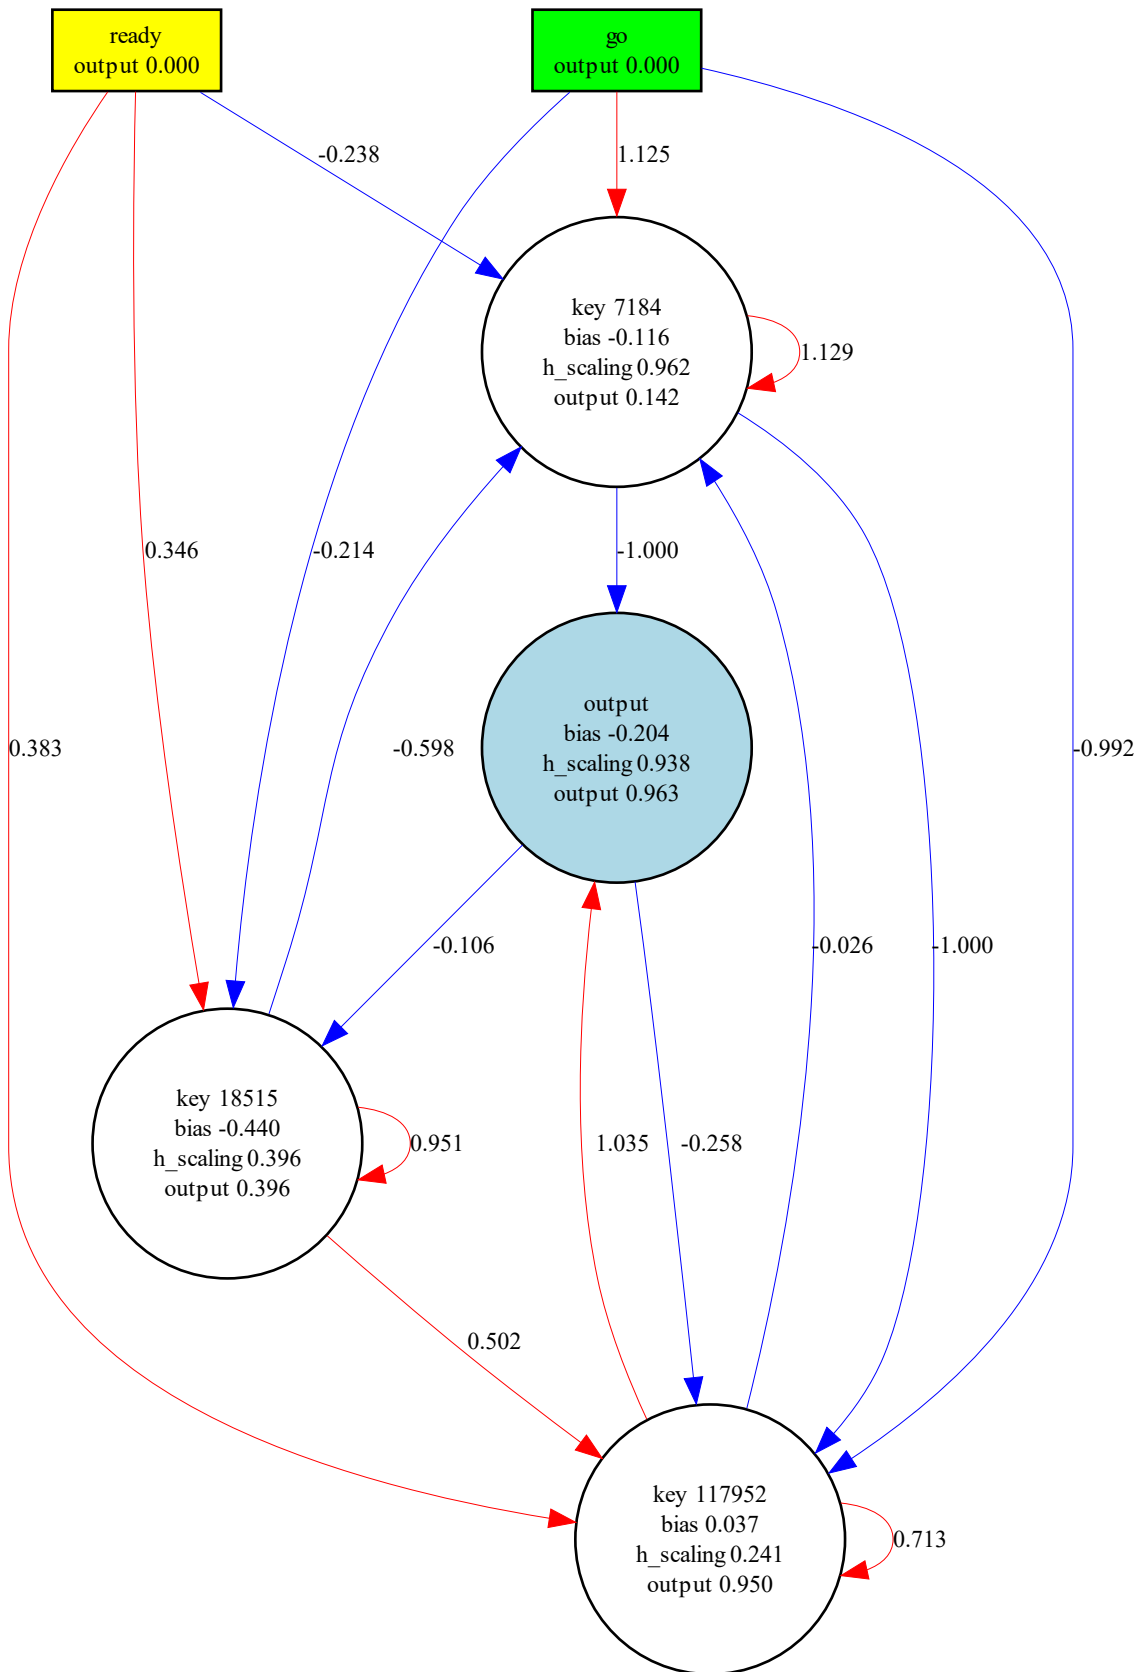 ready
output 0.000
go
output 0.000
-0.238
1.125
key 7184
bias -0.116
h_scaling 0.962
output 0.142
1.129
0.346
-0.214
-1.000
output
bias -0.204
h_scaling 0.938
output 0.963
0.383
-0.598
-0.992
-0.106
-0.026
-1.000
key 18515
bias -0.440
h_scaling 0.396
output 0.396
0.951
1.035
-0.258
0.502
key 117952
bias 0.037
h_scaling 0.241
output 0.950
0.713